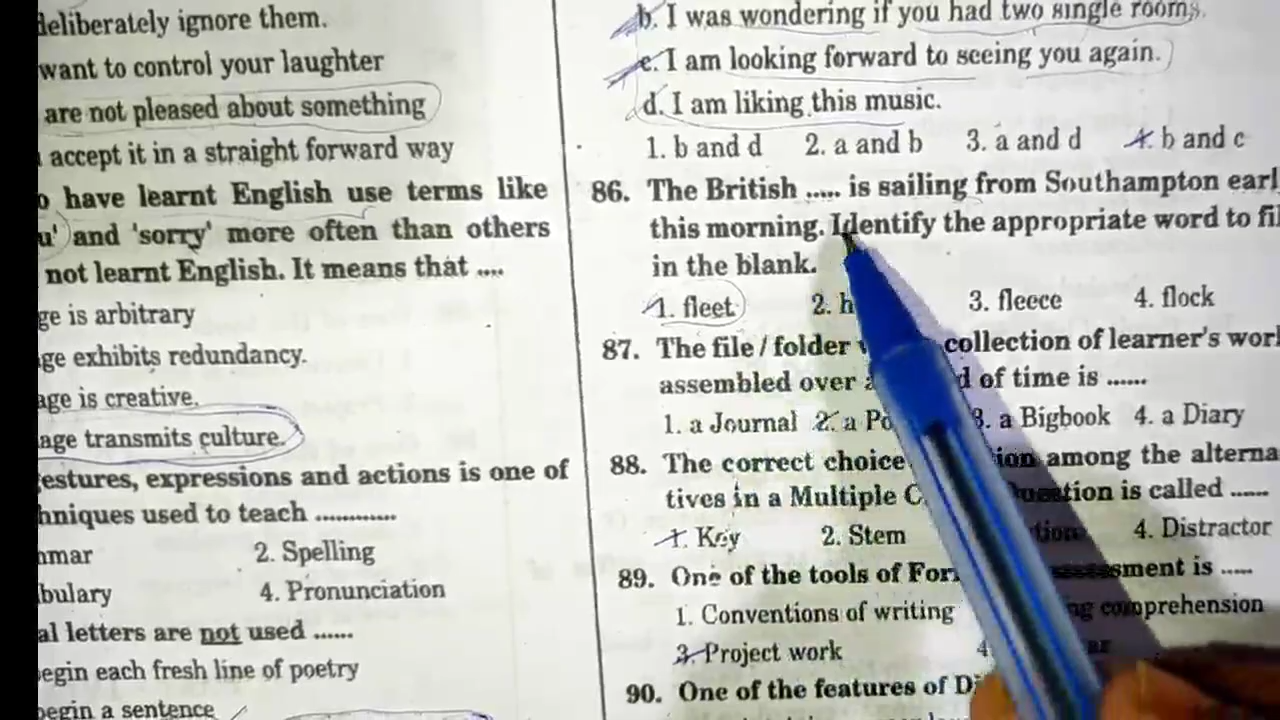 deliberately ignore them.
want to control your laughter
are not pleased about something
accept it in a straight forward way
have learnt English use terms like
u' and 'sorry' more often than others
not learnt English. It means that ....
ge is arbitrary
ge exhibits redundancy.
age is creative.
age transmits culture.
estures, expressions and actions is one of
hniques used to teach .............
mmar 2. Spelling
bulary 4. Pronunciation
al letters are not used ......
egin each fresh line of poetry
begin a sentence
b. I was wondering if you had two single rooms.
c. I am looking forward to seeing you again.
d. I am liking this music.
1. b and d 2. a and b 3. a and d 4. b and c
86. The British ..... is sailing from Southampton earl
this morning. Identify the appropriate word to fi
in the blank.
1. fleet 2. h 3. fleece 4. flock
87. The file / folder collection of learner's wor
assembled over of time is ......
1. a Journal 2. a Po 3. a Bigbook 4. a Diary
88. The correct choice among the alterna
tives in a Multiple Question is called ......
1. Key 2. Stem 4. Distractor
89. One of the tools of For ssment is .....
1. Conventions of writing comprehension
3. Project work 4.
90. One of the features of D